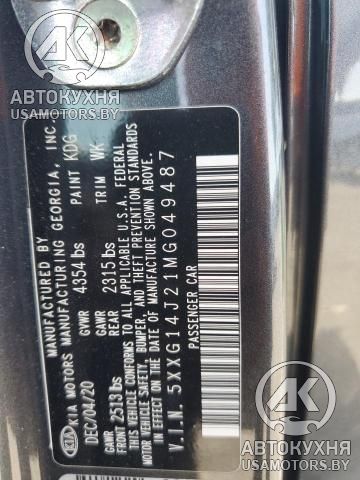 MANUFACTURED BY
KIA KIA MOTORS MANUFACTURING GEORGIA, INC
DEC/04/20 GVWR 4354 lbs PAINT KDG
GAWR FRONT 2513 lbs GAWR REAR 2315 lbs TRIM WK
THIS VEHICLE CONFORMS TO ALL APPLICABLE U.S.A. FEDERAL
MOTOR VEHICLE SAFETY, BUMPER, AND THEFT PREVENTION
STANDARDS IN EFFECT ON THE DATE OF MANUFACTURE SHOWN ABOVE.
V.I.N. 5XXG14J21MG049487
PASSENGER CAR
АК
АВТОКУХНЯ
USAMOTORS.BY
АК
АВТОКУХНЯ
USAMOTORS.BY